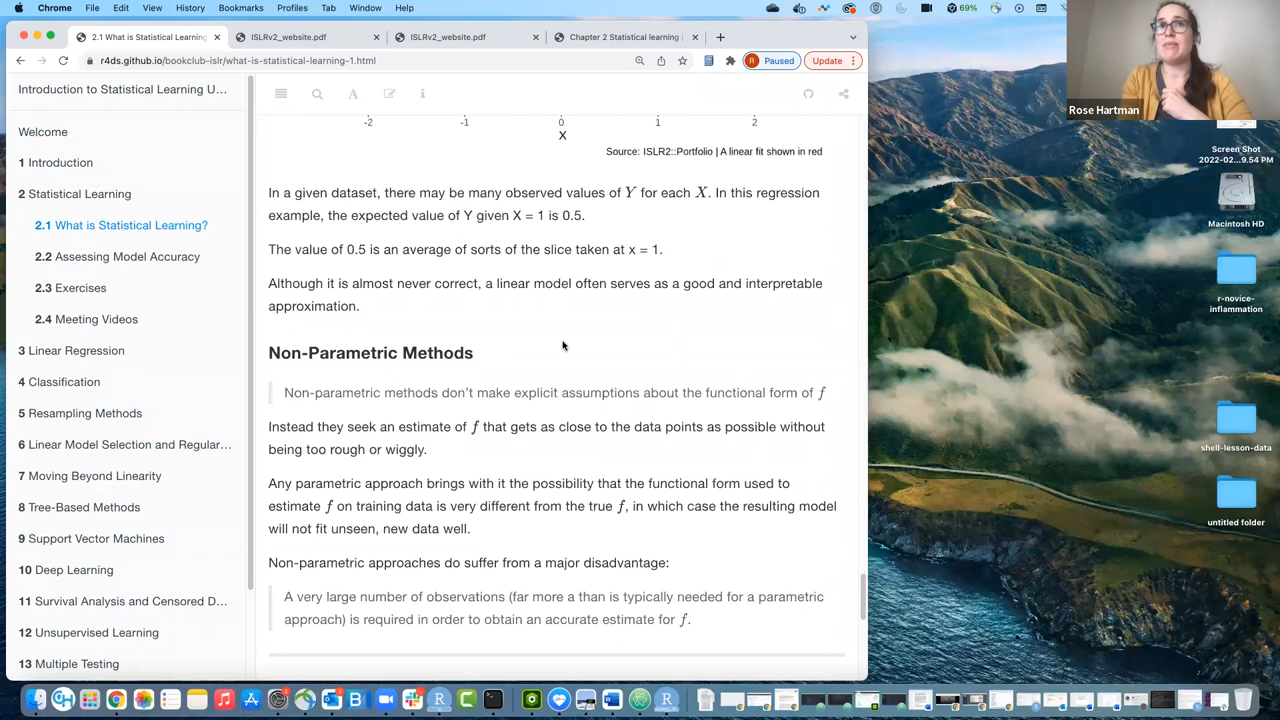 Chrome File Edit View History Bookmarks Profiles Tab Window Help
69%
2.1 What is Statistical Learning:
ISLRv2_website.pdf
ISLRv2_website.pdf
Chapter 2 Statistical learning |
r4ds.github.io/bookclub-islr/what-is-statistical-learning-1.html
R Paused
Update
Introduction to Statistical Learning U...
Welcome
1 Introduction
2 Statistical Learning
2.1 What is Statistical Learning?
2.2 Assessing Model Accuracy
2.3 Exercises
2.4 Meeting Videos
3 Linear Regression
4 Classification
5 Resampling Methods
6 Linear Model Selection and Regular...
7 Moving Beyond Linearity
8 Tree-Based Methods
9 Support Vector Machines
10 Deep Learning
11 Survival Analysis and Censored D...
12 Unsupervised Learning
13 Multiple Testing
-2 -1 0 1 2
X
Source: ISLR2::Portfolio | A linear fit shown in red
In a given dataset, there may be many observed values of Y for each X. In this regression
example, the expected value of Y given X = 1 is 0.5.
The value of 0.5 is an average of sorts of the slice taken at x = 1.
Although it is almost never correct, a linear model often serves as a good and interpretable
approximation.
Non-Parametric Methods
Non-parametric methods don't make explicit assumptions about the functional form of f
Instead they seek an estimate of f that gets as close to the data points as possible without
being too rough or wiggly.
Any parametric approach brings with it the possibility that the functional form used to
estimate f on training data is very different from the true f, in which case the resulting model
will not fit unseen, new data well.
Non-parametric approaches do suffer from a major disadvantage:
A very large number of observations (far more a than is typically needed for a parametric
approach) is required in order to obtain an accurate estimate for f.
Rose Hartman
Screen Shot
2022-02...9.54 PM
Macintosh HD
r-novice-
inflammation
shell-lesson-data
untitled folder